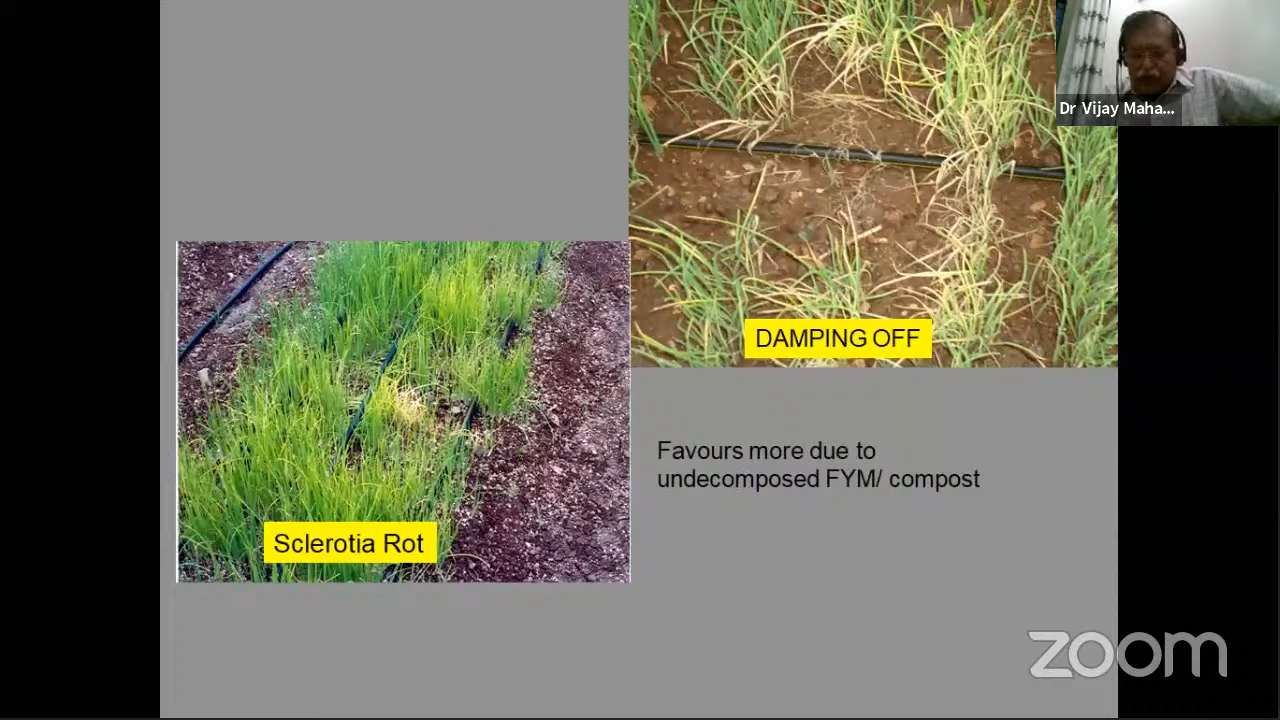 Dr Vijay Maha...
DAMPING OFF
Favours more due to
undecomposed FYM/ compost
Sclerotia Rot
zoom